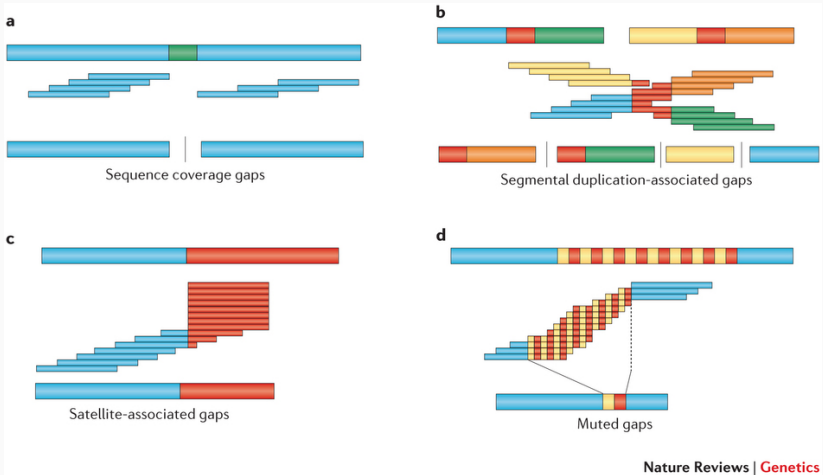 a
Sequence coverage gaps
b
Segmental duplication-associated gaps
c
Satellite-associated gaps
d
Muted gaps
Nature Reviews | Genetics